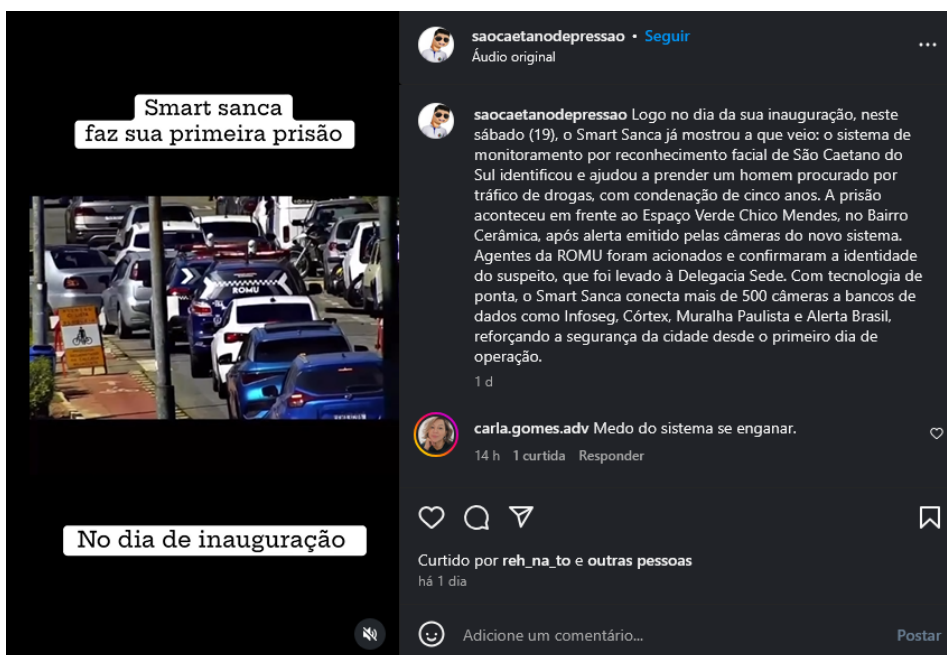 Smart sanca
faz sua primeira prisão
ROMU
No dia de inauguração
saocaetanodepressao • Seguir
Áudio original
saocaetanodepressao Logo no dia da sua inauguração, neste
sábado (19), o Smart Sanca já mostrou a que veio: o sistema de
monitoramento por reconhecimento facial de São Caetano do
Sul identificou e ajudou a prender um homem procurado por
tráfico de drogas, com condenação de cinco anos. A prisão
aconteceu em frente ao Espaço Verde Chico Mendes, no Bairro
Cerâmica, após alerta emitido pelas câmeras do novo sistema.
Agentes da ROMU foram acionados e confirmaram a identidade
do suspeito, que foi levado à Delegacia Sede. Com tecnologia de
ponta, o Smart Sanca conecta mais de 500 câmeras a bancos de
dados como Infoseg, Córtex, Muralha Paulista e Alerta Brasil,
reforçando a segurança da cidade desde o primeiro dia de
operação.
1 d
carla.gomes.adv Medo do sistema se enganar.
14 h 1 curtida Responder
Curtido por reh_na_to e outras pessoas
há 1 dia
Adicione um comentário... Postar